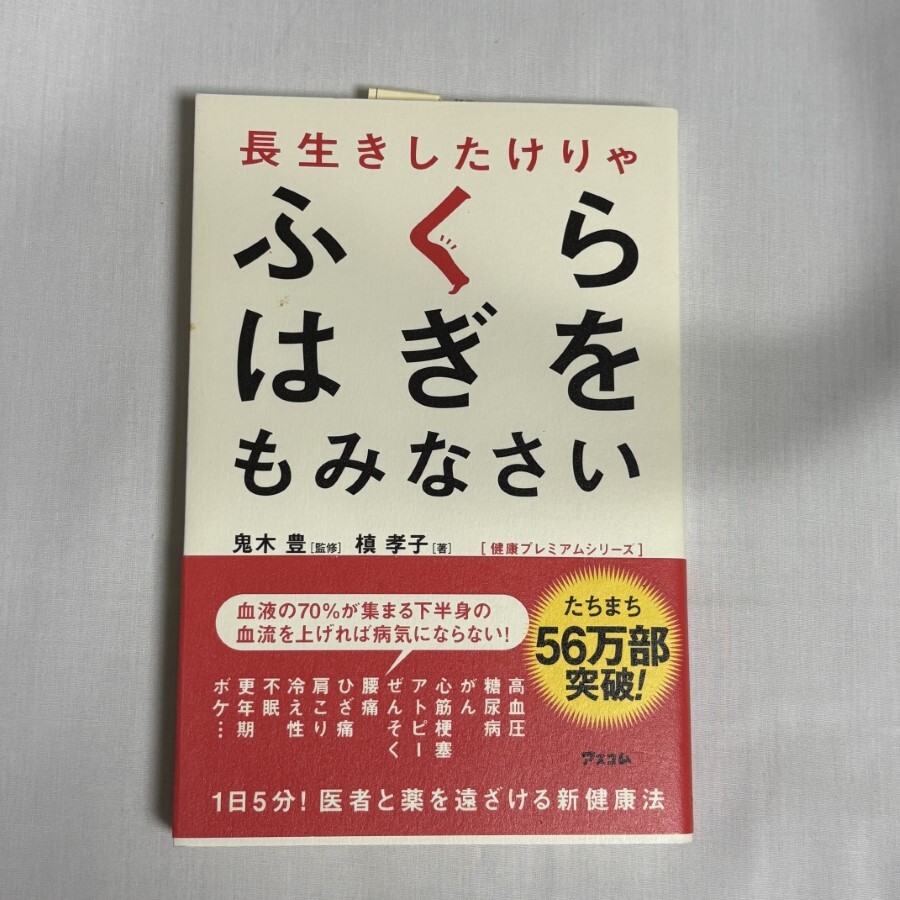 長生きしたけりゃ
ふくら
はぎを
もみなさい
鬼木 豊[監修] 槙 孝子[著] [健康プレミアムシリーズ]
血液の70%が集まる下半身の
血流を上げれば病気にならない!
高血圧
糖尿病
がん
心筋梗塞
アトピー
ぜんそく
腰痛
ひざ痛
肩こり
冷え性
不眠
更年期
ボケ…
たちまち
56万部
突破!
アスコム
1日5分!医者と薬を遠ざける新健康法